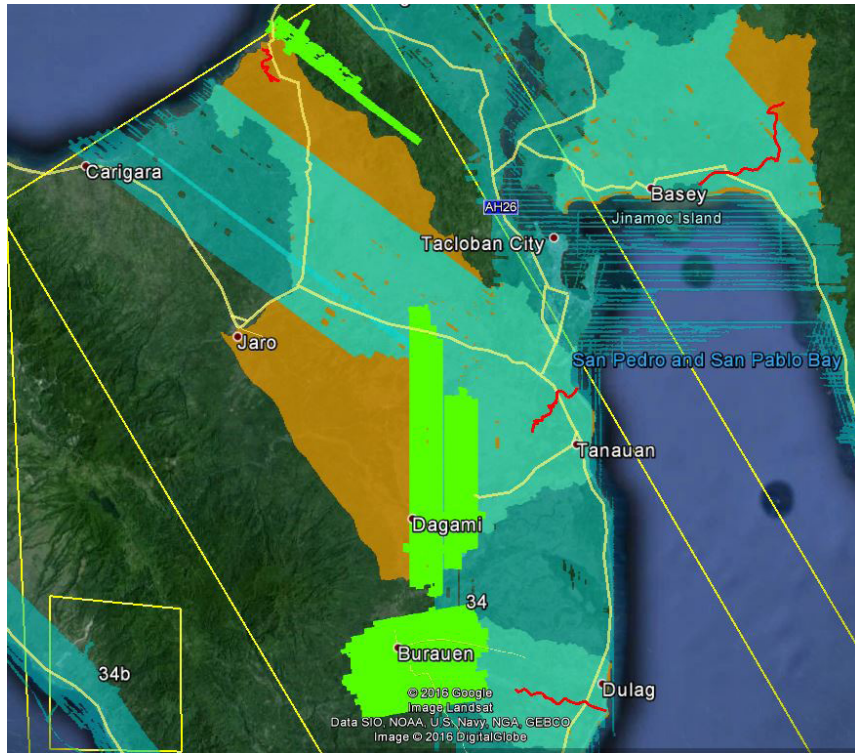 Carigara
Basey
AH26
Jinamoc Island
Tacloban City
Jaro
San Pedro and San Pablo Bay
Tanauan
Dagami
34
Burauen
34b
Dulag
© 2016 Google
Image Landsat
Data SIO, NOAA, U.S. Navy, NGA, GEBCO
Image © 2016 DigitalGlobe